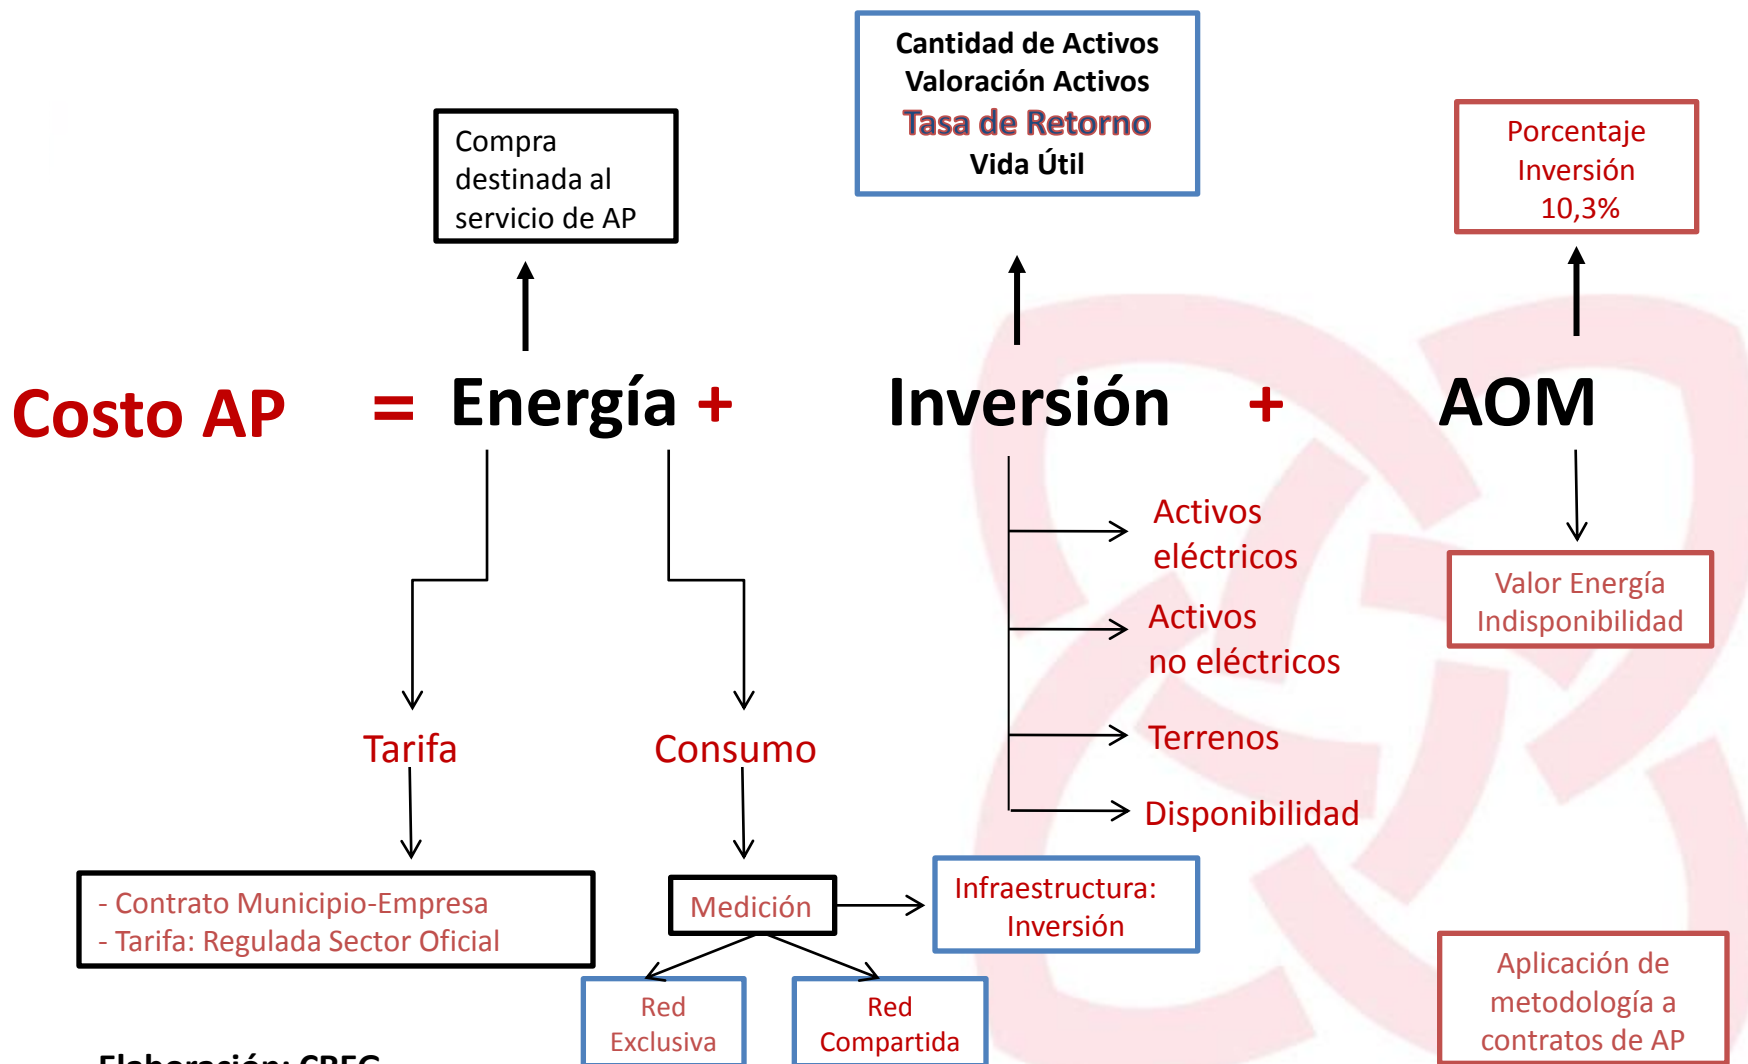 Cantidad de Activos
Valoración Activos
Tasa de Retorno
Vida Útil
Compra
destinada al
servicio de AP
Porcentaje
Inversión
10,3%
Costo AP = Energía + Inversión + AOM
Activos
eléctricos
Activos
no eléctricos
Terrenos
Disponibilidad
Valor Energía
Indisponibilidad
Tarifa
Consumo
- Contrato Municipio-Empresa
- Tarifa: Regulada Sector Oficial
Medición
Infraestructura:
Inversión
Red
Exclusiva
Red
Compartida
Aplicación de
metodología a
contratos de AP
Elaboración: CREG